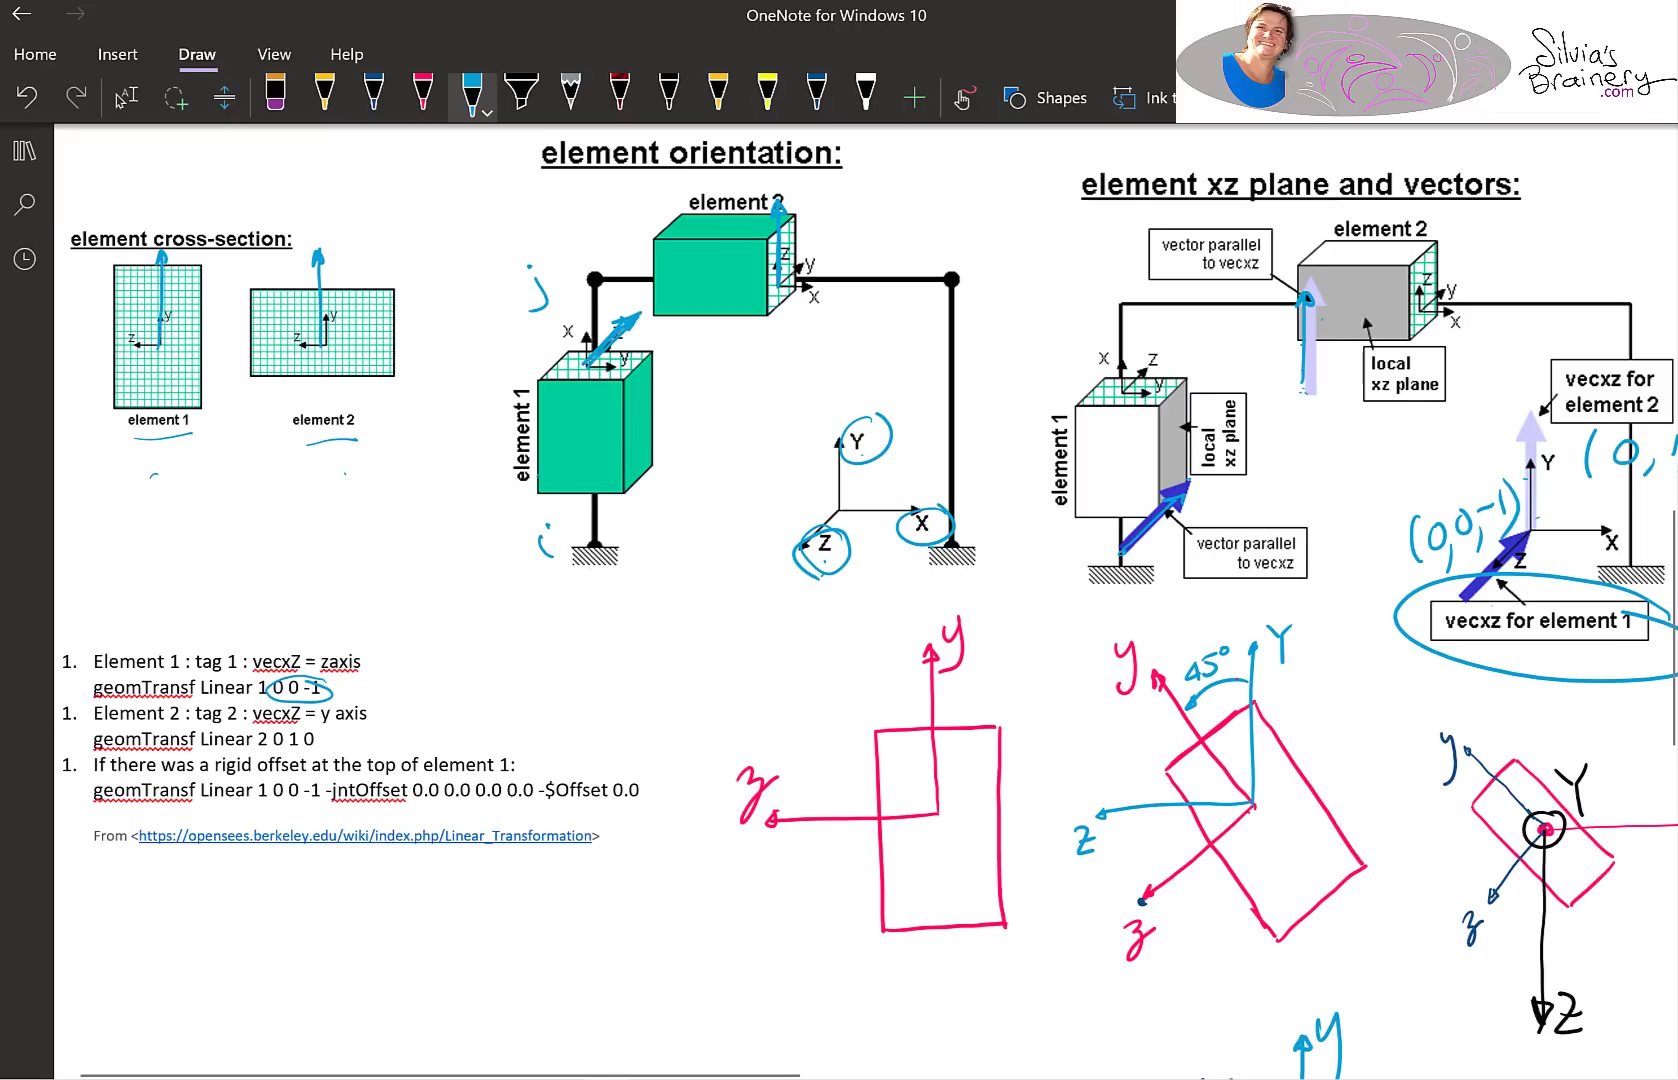 OneNote for Windows 10
Home Insert Draw View Help
Shapes
Ink t
Silvia's
Brainery
.com
element orientation:
element xz plane and vectors:
element cross-section:
z y
element 1
z y
element 2
element 2
z y x
j
x z y
element 1
i
Y
X
Z
element 2
vector parallel
to vecxz
z y x
local
xz plane
x z y
element 1
local
xz plane
vector parallel
to vecxz
vecxz for
element 2
(0, 1
Y
(0,0,-1)
X
Z
vecxz for element 1
1. Element 1 : tag 1 : vecxZ = zaxis
geomTransf Linear 1 0 0 -1
1. Element 2 : tag 2 : vecxZ = y axis
geomTransf Linear 2 0 1 0
1. If there was a rigid offset at the top of element 1:
geomTransf Linear 1 0 0 -1 -jntOffset 0.0 0.0 0.0 0.0 -$Offset 0.0
From <https://opensees.berkeley.edu/wiki/index.php/Linear_Transformation>
y
z
y
45°
Y
Z
z
y
Y
z
Z
y